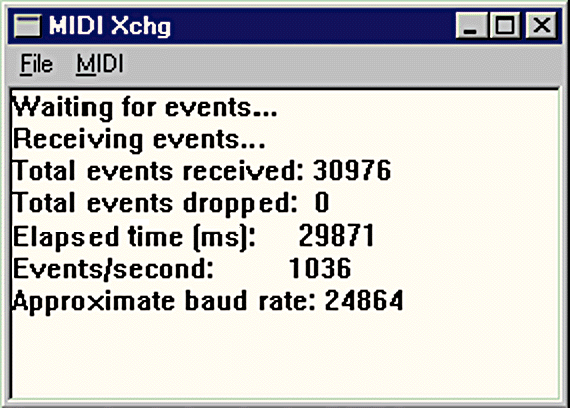 MIDI Xchg
File MIDI
Waiting for events...
Receiving events...
Total events received: 30976
Total events dropped: 0
Elapsed time (ms): 29871
Events/second: 1036
Approximate baud rate: 24864